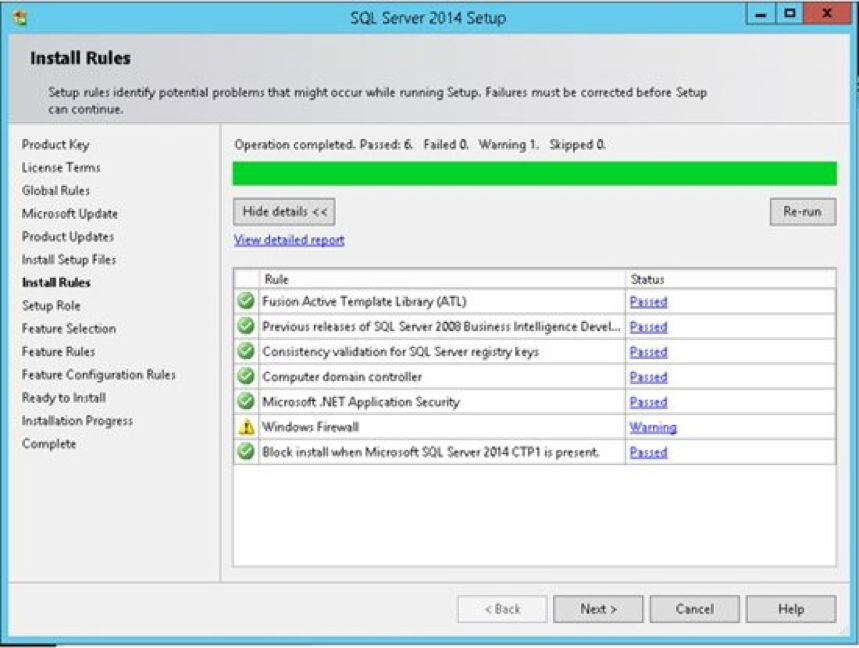 SQL Server 2014 Setup
Install Rules
Setup rules identify potential problems that might occur while running Setup. Failures must be corrected before Setup
can continue.
Product Key
License Terms
Global Rules
Microsoft Update
Product Updates
Install Setup Files
Install Rules
Setup Role
Feature Selection
Feature Rules
Feature Configuration Rules
Ready to Install
Installation Progress
Complete
Operation completed. Passed: 6.   Failed 0.   Warning 1.   Skipped 0.
Hide details <<
Re-run
View detailed report
Rule Status
Fusion Active Template Library (ATL) Passed
Previous releases of SQL Server 2008 Business Intelligence Devel... Passed
Consistency validation for SQL Server registry keys Passed
Computer domain controller Passed
Microsoft .NET Application Security Passed
Windows Firewall Warning
Block install when Microsoft SQL Server 2014 CTP1 is present. Passed
< Back Next > Cancel Help